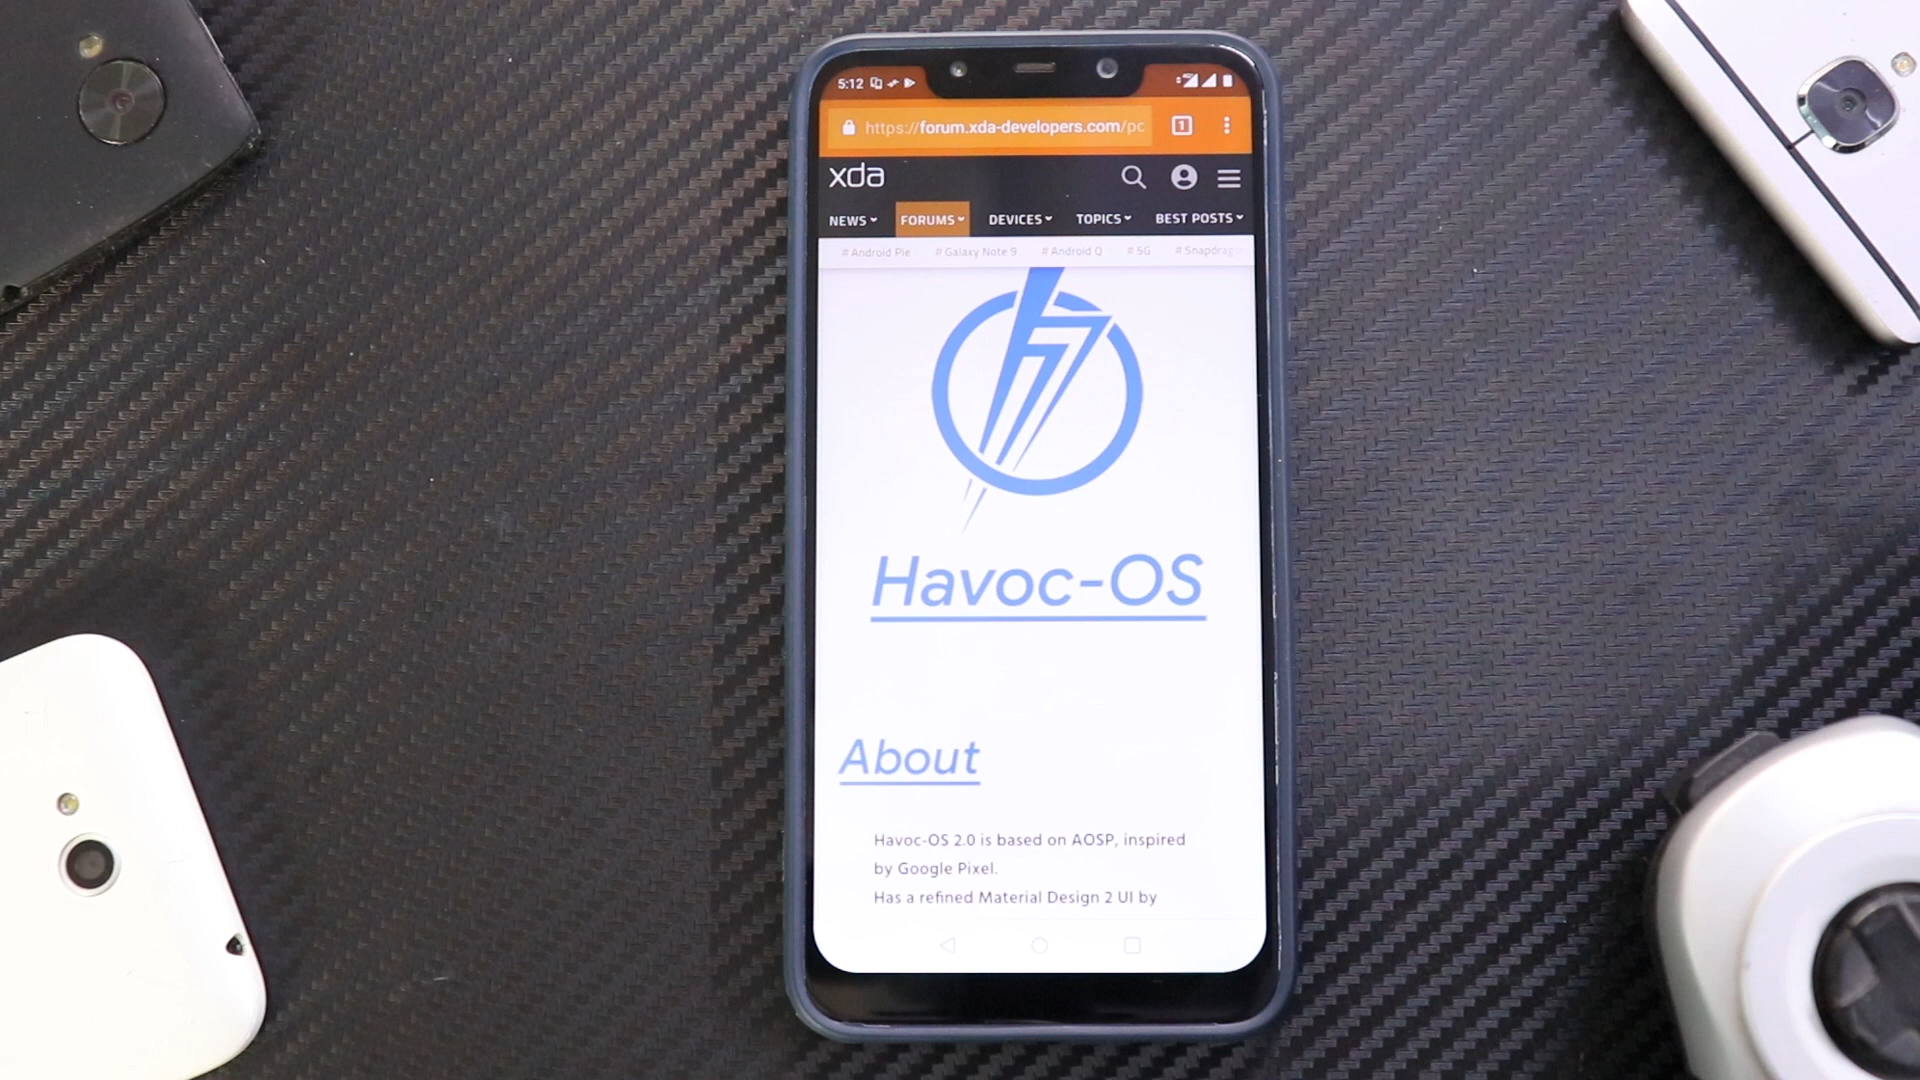 5:12
https://forum.xda-developers.com/pc
1
xda
NEWS FORUMS DEVICES TOPICS BEST POSTS
# Android Pie # Galaxy Note 9 # Android Q # 5G # Snapdrago
Havoc-OS
About
Havoc-OS 2.0 is based on AOSP, inspired
by Google Pixel.
Has a refined Material Design 2 UI by